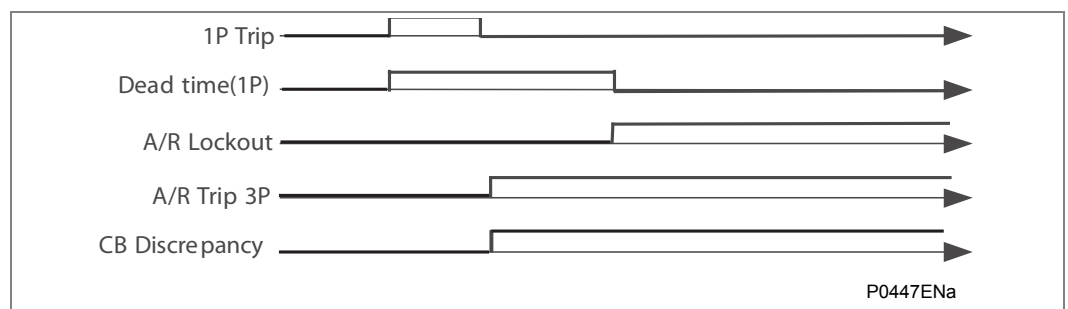 1P Trip
Dead time(1P)
A/R Lockout
A/R Trip 3P
CB Discrepancy
P0447ENa